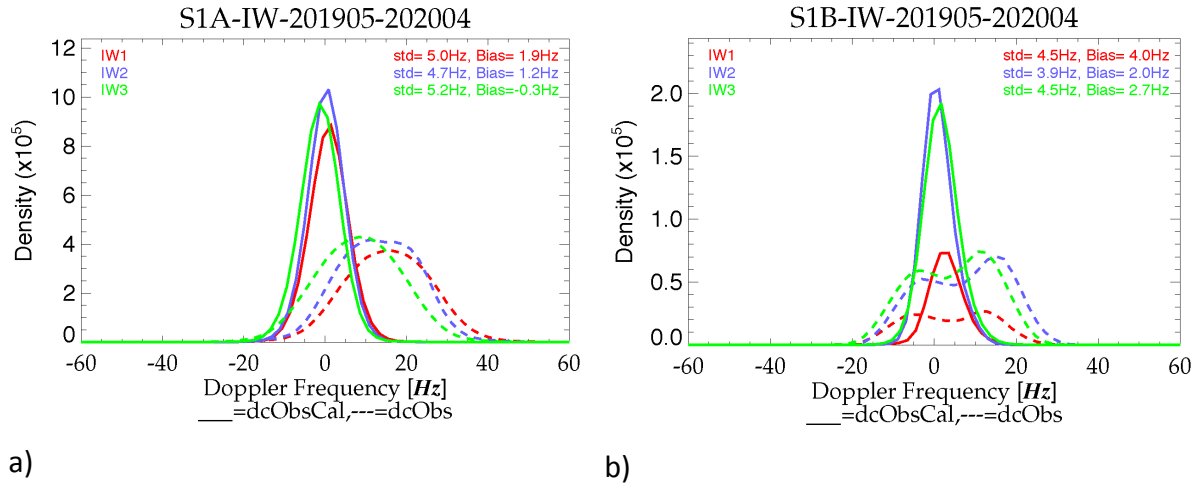 S1A-IW-201905-202004
IW1 std= 5.0Hz, Bias= 1.9Hz
IW2 std= 4.7Hz, Bias= 1.2Hz
IW3 std= 5.2Hz, Bias=-0.3Hz
Density (x10⁵)
12
10
8
6
4
2
0
-60 -40 -20 0 20 40 60
Doppler Frequency [Hz]
___=dcObsCal,---=dcObs
a)
S1B-IW-201905-202004
IW1 std= 4.5Hz, Bias= 4.0Hz
IW2 std= 3.9Hz, Bias= 2.0Hz
IW3 std= 4.5Hz, Bias= 2.7Hz
Density (x10⁵)
2.0
1.5
1.0
0.5
0.0
-60 -40 -20 0 20 40 60
Doppler Frequency [Hz]
___=dcObsCal,---=dcObs
b)